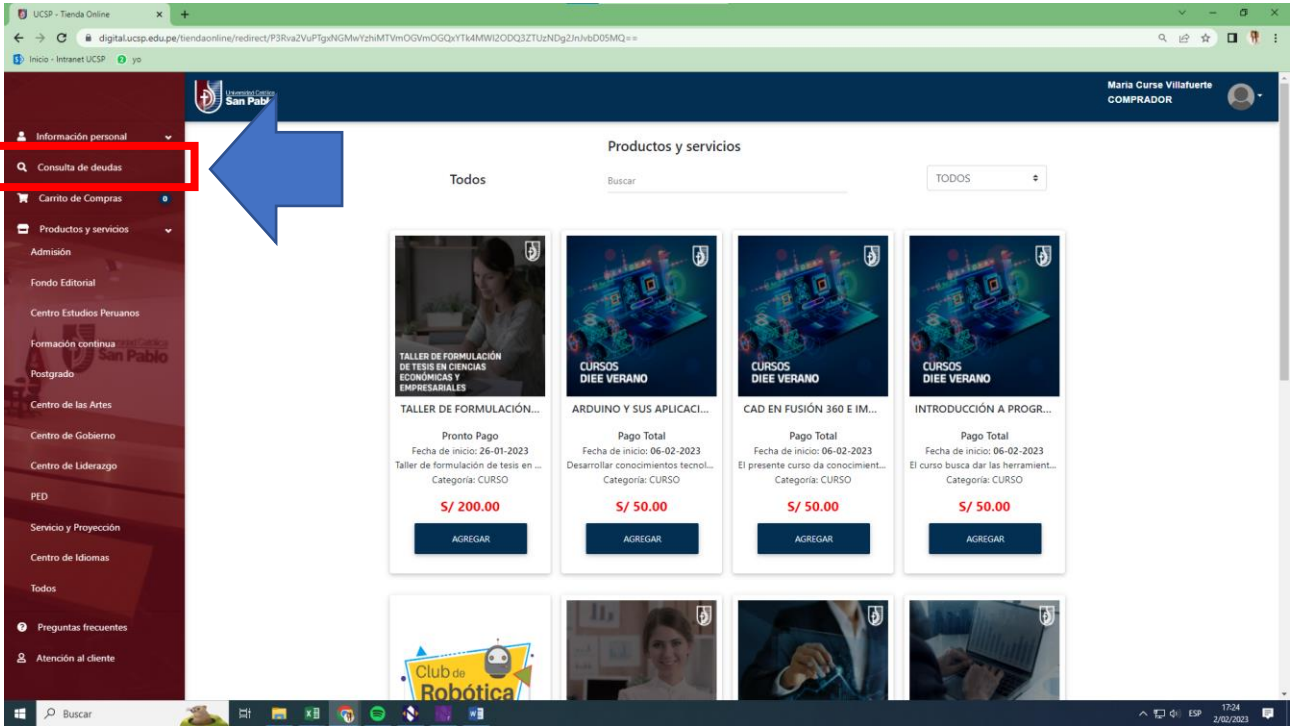 UCSP - Tienda Online
digital.ucsp.edu.pe/tiendaonline/redirect/P3Rva2VuPTgxNGMwYzhiMTVmOGVmOGQxYTk4MWI2ODQ3ZTUzNDg2JnJvbD05MQ==
Inicio - Intranet UCSP yo
Universidad Católica
San Pablo
Maria Curse Villafuerte
COMPRADOR
Información personal
Consulta de deudas
Carrito de Compras 0
Productos y servicios
Admisión
Fondo Editorial
Centro Estudios Peruanos
Formación continua
Postgrado
Centro de las Artes
Centro de Gobierno
Centro de Liderazgo
PED
Servicio y Proyección
Centro de Idiomas
Todos
Preguntas frecuentes
Atención al cliente
San Pablo
Productos y servicios
Todos
Buscar
TODOS
TALLER DE FORMULACIÓN
DE TESIS EN CIENCIAS
ECONÓMICAS Y
EMPRESARIALES
TALLER DE FORMULACIÓN...
Pronto Pago
Fecha de inicio: 26-01-2023
Taller de formulación de tesis en ...
Categoría: CURSO
S/ 200.00
AGREGAR
CURSOS
DIEE VERANO
ARDUINO Y SUS APLICACI...
Pago Total
Fecha de inicio: 06-02-2023
Desarrollar conocimientos tecnol...
Categoría: CURSO
S/ 50.00
AGREGAR
CURSOS
DIEE VERANO
CAD EN FUSIÓN 360 E IM...
Pago Total
Fecha de inicio: 06-02-2023
El presente curso da conocimient...
Categoría: CURSO
S/ 50.00
AGREGAR
CURSOS
DIEE VERANO
INTRODUCCIÓN A PROGR...
Pago Total
Fecha de inicio: 06-02-2023
El curso busca dar las herramient...
Categoría: CURSO
S/ 50.00
AGREGAR
Club de
Robótica
Buscar
ESP
17:24
2/02/2023